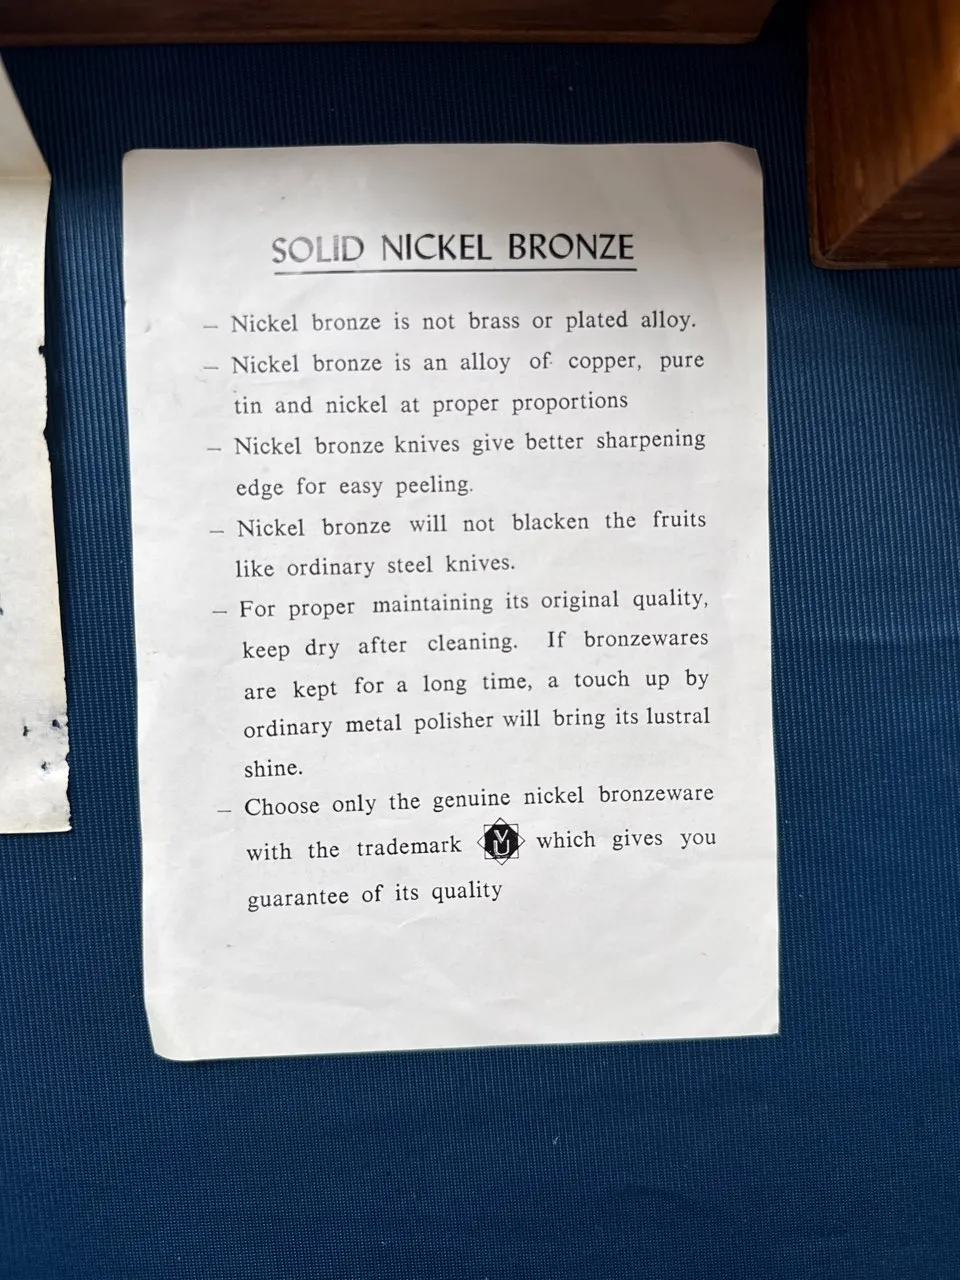 SOLID NICKEL BRONZE
– Nickel bronze is not brass or plated alloy.
– Nickel bronze is an alloy of copper, pure
tin and nickel at proper proportions
– Nickel bronze knives give better sharpening
edge for easy peeling.
– Nickel bronze will not blacken the fruits
like ordinary steel knives.
– For proper maintaining its original quality,
keep dry after cleaning. If bronzewares
are kept for a long time, a touch up by
ordinary metal polisher will bring its lustral
shine.
– Choose only the genuine nickel bronzeware
with the trademark VU which gives you
guarantee of its quality